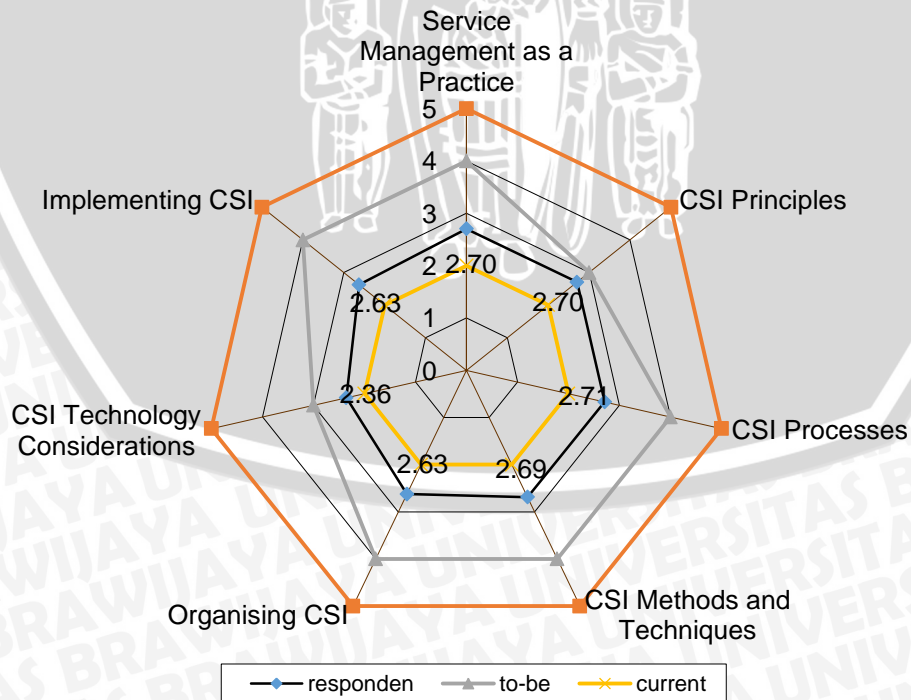 Service
Management as a
Practice
5
4
3
2
1
0
2.70
2.70
2.71
2.69
2.63
2.36
2.63
CSI Principles
CSI Processes
CSI Methods and
Techniques
Organising CSI
CSI Technology
Considerations
Implementing CSI
responden
to-be
current